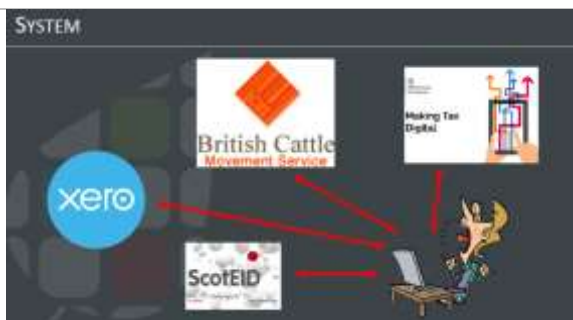 SYSTEM
British Cattle
Movement Service
Making Tax
Digital
xero
ScotEID